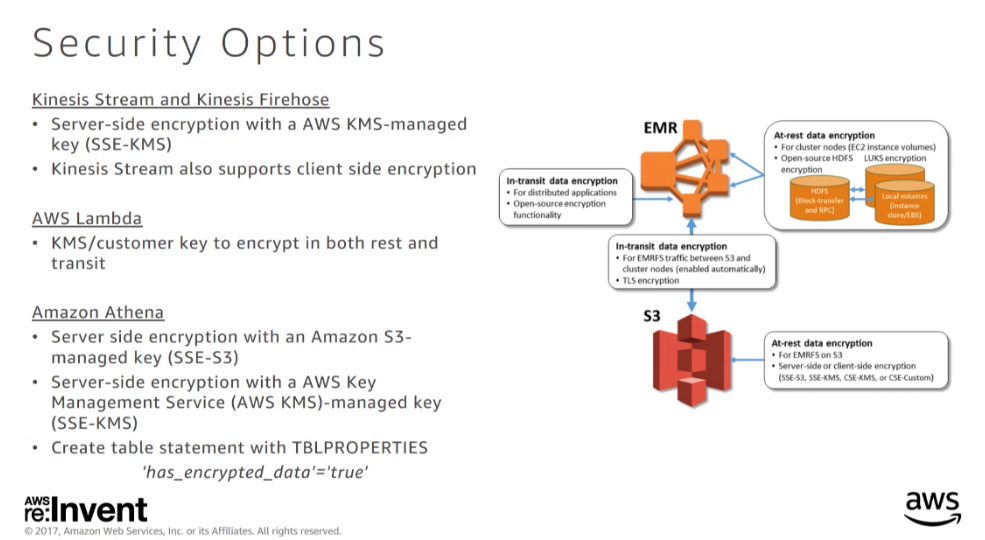 Security Options
Kinesis Stream and Kinesis Firehose
• Server-side encryption with a AWS KMS-managed
key (SSE-KMS)
• Kinesis Stream also supports client side encryption
AWS Lambda
• KMS/customer key to encrypt in both rest and
transit
Amazon Athena
• Server side encryption with an Amazon S3-
managed key (SSE-S3)
• Server-side encryption with a AWS Key
Management Service (AWS KMS)-managed key
(SSE-KMS)
• Create table statement with TBLPROPERTIES
'has_encrypted_data'='true'
EMR
At-rest data encryption
• For cluster nodes (EC2 instance volumes)
• Open-source HDFS
encryption
LUKS encryption
HDFS
(Block-transfer
and RPC)
Local volumes
(instance
store/EBS)
In-transit data encryption
• For distributed applications
• Open-source encryption
functionality
In-transit data encryption
• For EMRFS traffic between S3 and
cluster nodes (enabled automatically)
• TLS encryption
S3
At-rest data encryption
• For EMRFS on S3
• Server-side or client-side encryption
(SSE-S3, SSE-KMS, CSE-KMS, or CSE-Custom)
AWS
re:Invent
© 2017, Amazon Web Services, Inc. or its Affiliates. All rights reserved.
aws